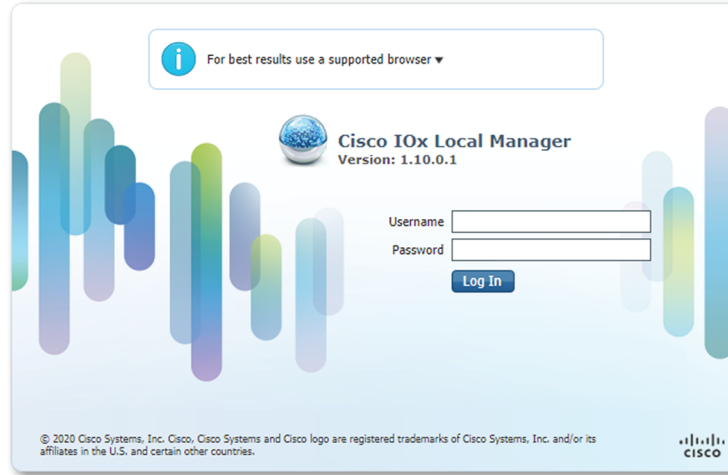 For best results use a supported browser ▼
Cisco IOx Local Manager
Version: 1.10.0.1
Username
Password
Log In
© 2020 Cisco Systems, Inc. Cisco, Cisco Systems and Cisco logo are registered trademarks of Cisco Systems, Inc. and/or its
affiliates in the U.S. and certain other countries.
CISCO